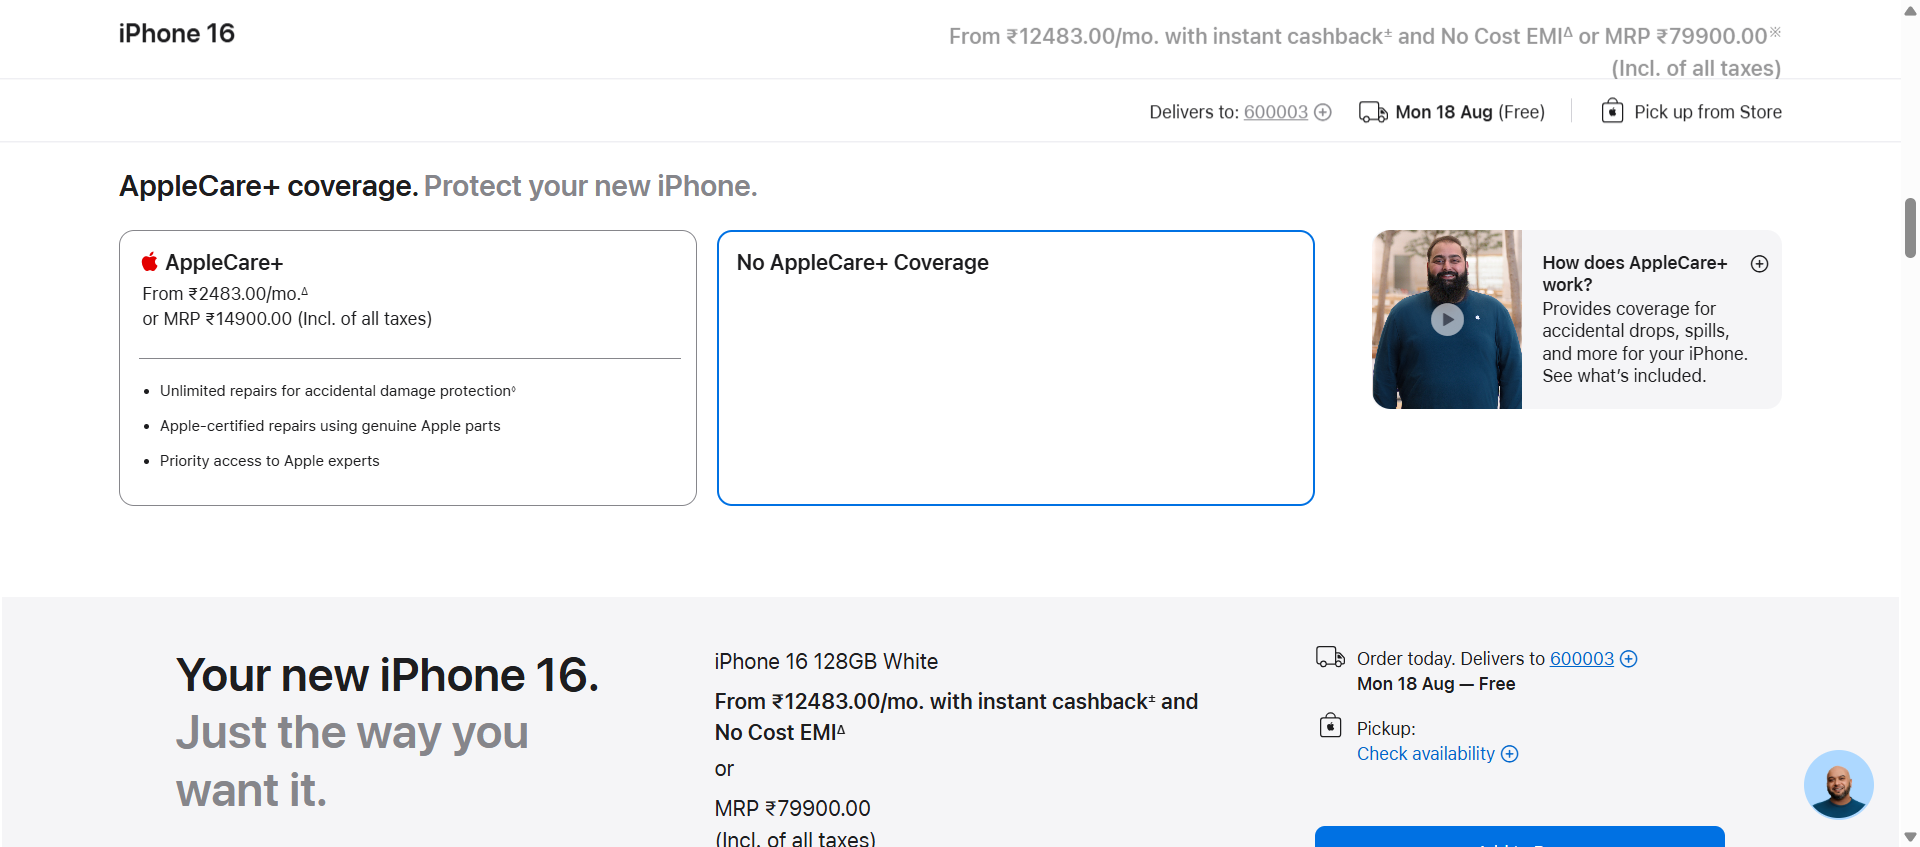 iPhone 16
From ₹12483.00/mo. with instant cashback± and No Cost EMI∆ or MRP ₹79900.00※
(Incl. of all taxes)
Delivers to: 600003
Mon 18 Aug (Free)
Pick up from Store
AppleCare+ coverage. Protect your new iPhone.
AppleCare+
From ₹2483.00/mo.∆
or MRP ₹14900.00 (Incl. of all taxes)
Unlimited repairs for accidental damage protection◊
Apple-certified repairs using genuine Apple parts
Priority access to Apple experts
No AppleCare+ Coverage
How does AppleCare+
work?
Provides coverage for
accidental drops, spills,
and more for your iPhone.
See what’s included.
Your new iPhone 16.
Just the way you
want it.
iPhone 16 128GB White
From ₹12483.00/mo. with instant cashback± and
No Cost EMI∆
or
MRP ₹79900.00
(Incl. of all taxes)
Order today. Delivers to 600003
Mon 18 Aug — Free
Pickup:
Check availability